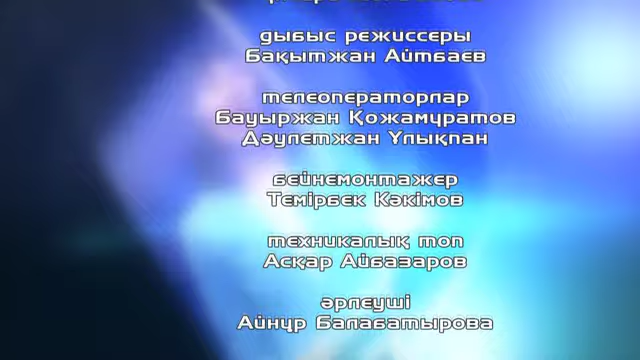 дыбыс режиссеры
Бақытжан Айтбаев
телеоператорлар
Бауыржан Қожамұратов
Дәулетжан Ұлықпан
бейнемонтажер
Темірбек Кәкімов
техникалық топ
Асқар Айбазаров
әрлеуші
Айнұр Балабатырова